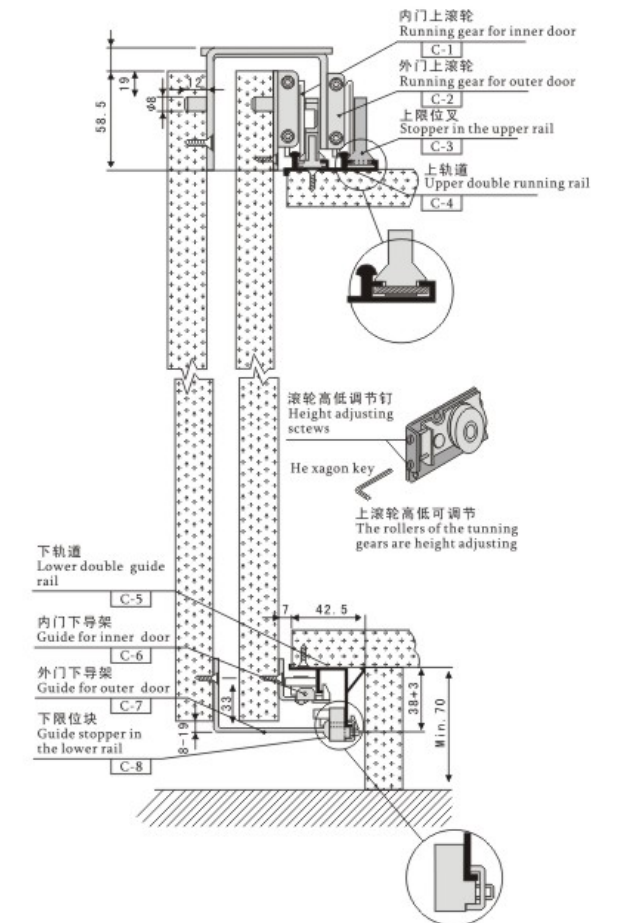 内门上滚轮
Running gear for inner door
C-1
外门上滚轮
Running gear for outer door
C-2
上限位叉
Stopper in the upper rail
C-3
上轨道
Upper double running rail
C-4
58.5
19
12
ø8
滚轮高低调节钉
Height adjusting
sctews
He xagon key
上滚轮高低可调节
The rollers of the tunning
gears are height adjusting
下轨道
Lower double guide
rail
C-5
内门下导架
Guide for inner door
C-6
外门下导架
Guide for outer door
C-7
下限位块
Guide stopper in
the lower rail
C-8
7
42.5
33
8-19
38+3
Min.70